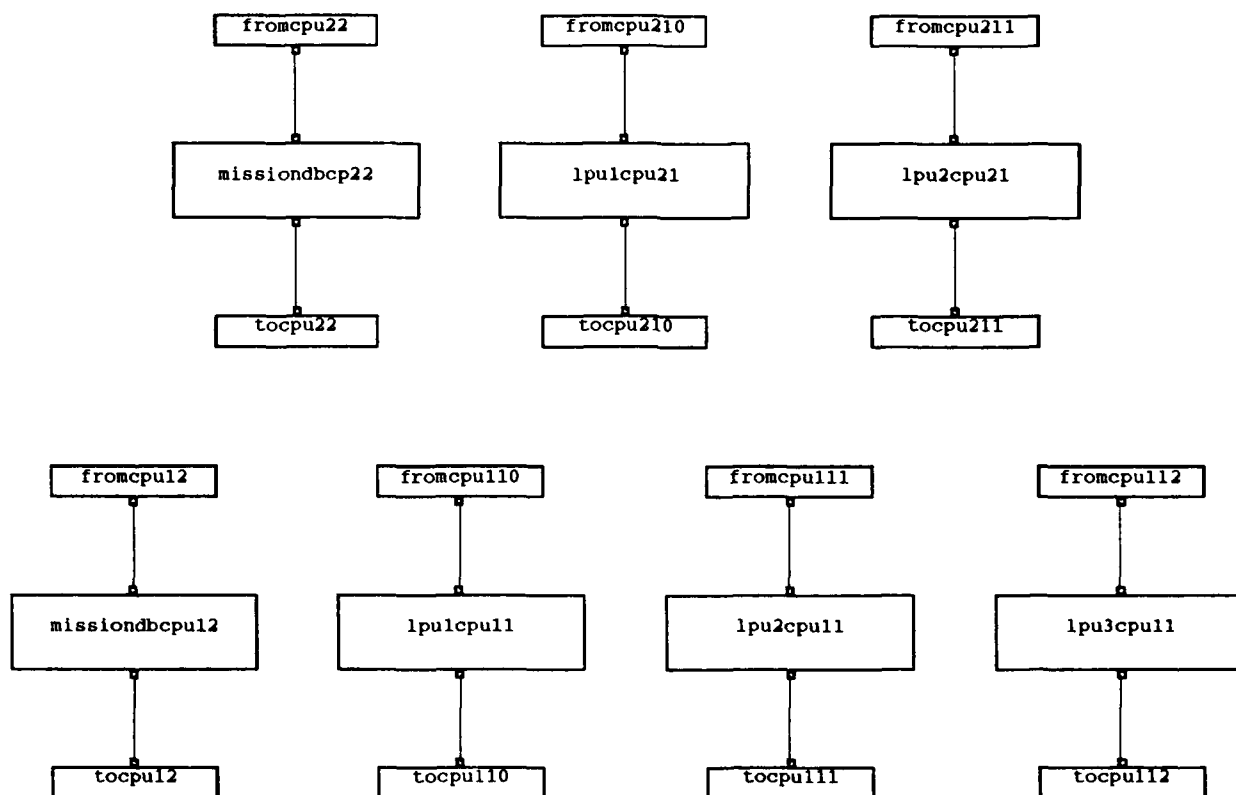 fromcpu22 fromcpu210 fromcpu211
missiondbcp22 lpu1cpu21 lpu2cpu21
tocpu22 tocpu210 tocpu211
fromcpu12 fromcpu110 fromcpu111 fromcpu112
missiondbcpu12 lpu1cpu11 lpu2cpu11 lpu3cpu11
tocpu12 tocpu110 tocpu111 tocpu112